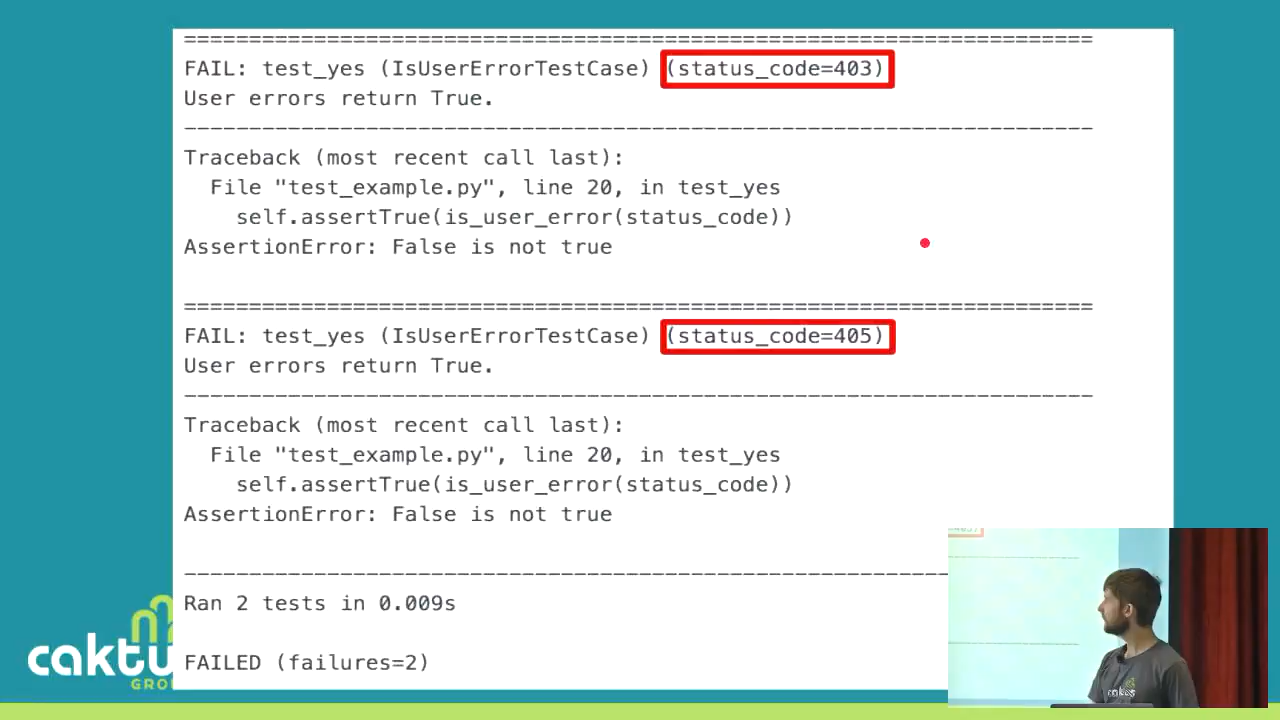 ======================================================================
FAIL: test_yes (IsUserErrorTestCase) (status_code=403)
User errors return True.
----------------------------------------------------------------------
Traceback (most recent call last):
  File "test_example.py", line 20, in test_yes
    self.assertTrue(is_user_error(status_code))
AssertionError: False is not true
======================================================================
FAIL: test_yes (IsUserErrorTestCase) (status_code=405)
User errors return True.
----------------------------------------------------------------------
Traceback (most recent call last):
  File "test_example.py", line 20, in test_yes
    self.assertTrue(is_user_error(status_code))
AssertionError: False is not true
----------------------------------------------------------------------
Ran 2 tests in 0.009s
FAILED (failures=2)
caktu
GRO
caktus